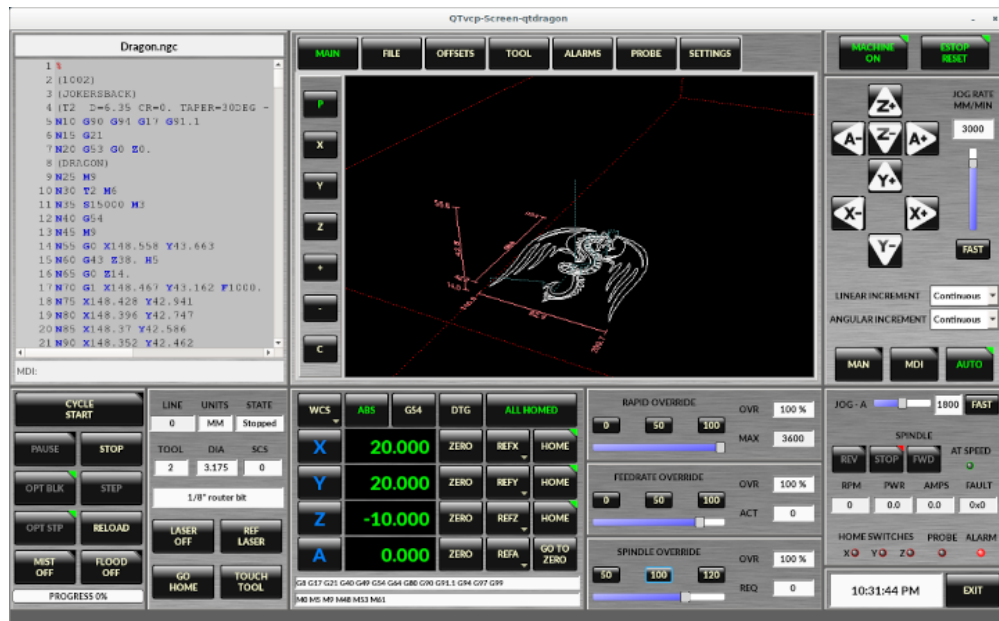 QTvcp-Screen-qtdragon
Dragon.ngc
1 %
2 (1002)
3 (JOKERSBACK)
4 (T2 D=6.35 CR=0. TAPER=30DEG -
5 N10 G90 G94 G17 G91.1
6 N15 G21
7 N20 G53 G0 Z0.
8 (DRAGON)
9 N25 M9
10 N30 T2 M6
11 N35 S15000 M3
12 N40 G54
13 N45 M9
14 N55 G0 X148.558 Y43.663
15 N60 G43 Z38. H5
16 N65 G0 Z14.
17 N70 G1 X148.467 Y43.162 F1000.
18 N75 X148.428 Y42.941
19 N80 X148.396 Y42.747
20 N85 X148.37 Y42.586
21 N90 X148.352 Y42.462
MDI:
MAIN FILE OFFSETS TOOL ALARMS PROBE SETTINGS
P
X
Y
Z
+
-
C
MACHINE ON ESTOP RESET
JOG RATE
MM/MIN
3000
Z+
A- Z- A+
Y+
X- X+
Y-
FAST
LINEAR INCREMENT Continuous
ANGULAR INCREMENT Continuous
MAN MDI AUTO
CYCLE
START
PAUSE STOP
OPT BLK STEP
OPT STP RELOAD
MIST OFF FLOOD OFF
PROGRESS 0%
LINE UNITS STATE
0 MM Stopped
TOOL DIA SCS
2 3.175 0
1/8" router bit
LASER OFF REF LASER
GO HOME TOUCH TOOL
WCS ABS G54 DTG ALL HOMED
X 20.000 ZERO REFX HOME
Y 20.000 ZERO REFY HOME
Z -10.000 ZERO REFZ HOME
A 0.000 ZERO REFA GO TO ZERO
G8 G17 G21 G40 G49 G54 G64 G80 G90 G91.1 G94 G97 G99
M0 M5 M9 M48 M53 M61
RAPID OVERRIDE OVR 100 %
0 50 100
MAX 3600
FEEDRATE OVERRIDE OVR 100 %
0 50 100
ACT 0
SPINDLE OVERRIDE OVR 100 %
50 100 120
REQ 0
JOG - A 1800 FAST
SPINDLE
REV STOP FWD AT SPEED
RPM PWR AMPS FAULT
0 0.0 0.0 0x0
HOME SWITCHES PROBE ALARM
X Y Z
10:31:44 PM EXIT